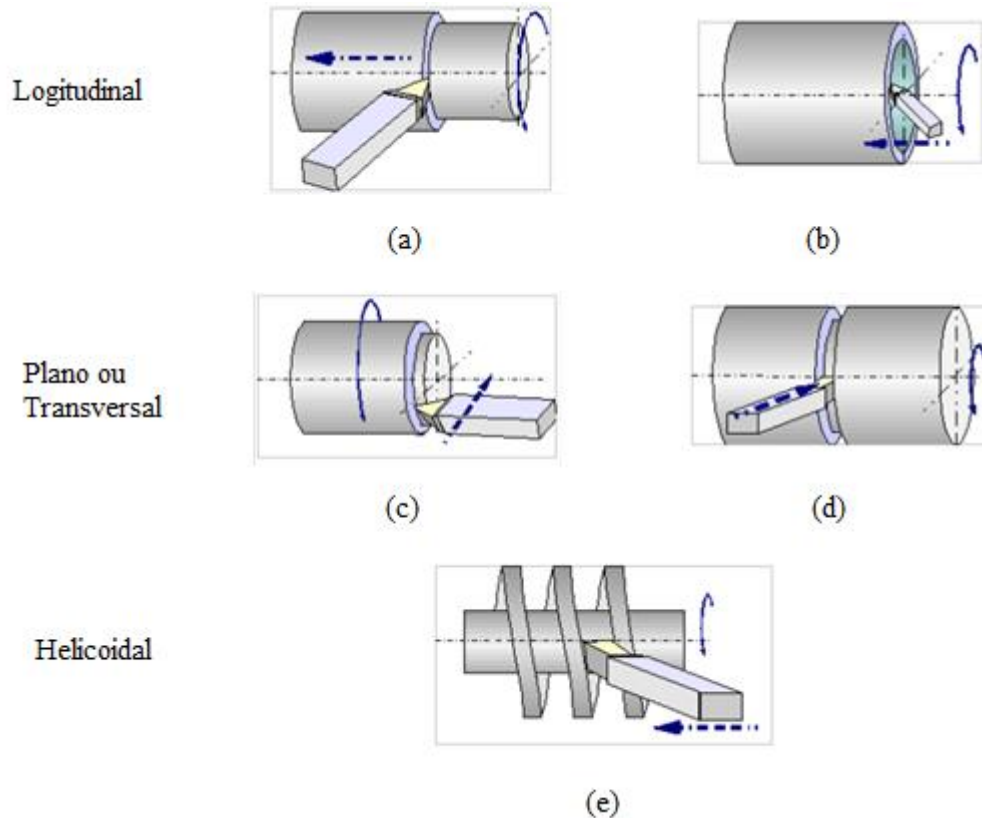 Logitudinal
(a)
(b)
Plano ou
Transversal
(c)
(d)
Helicoidal
(e)